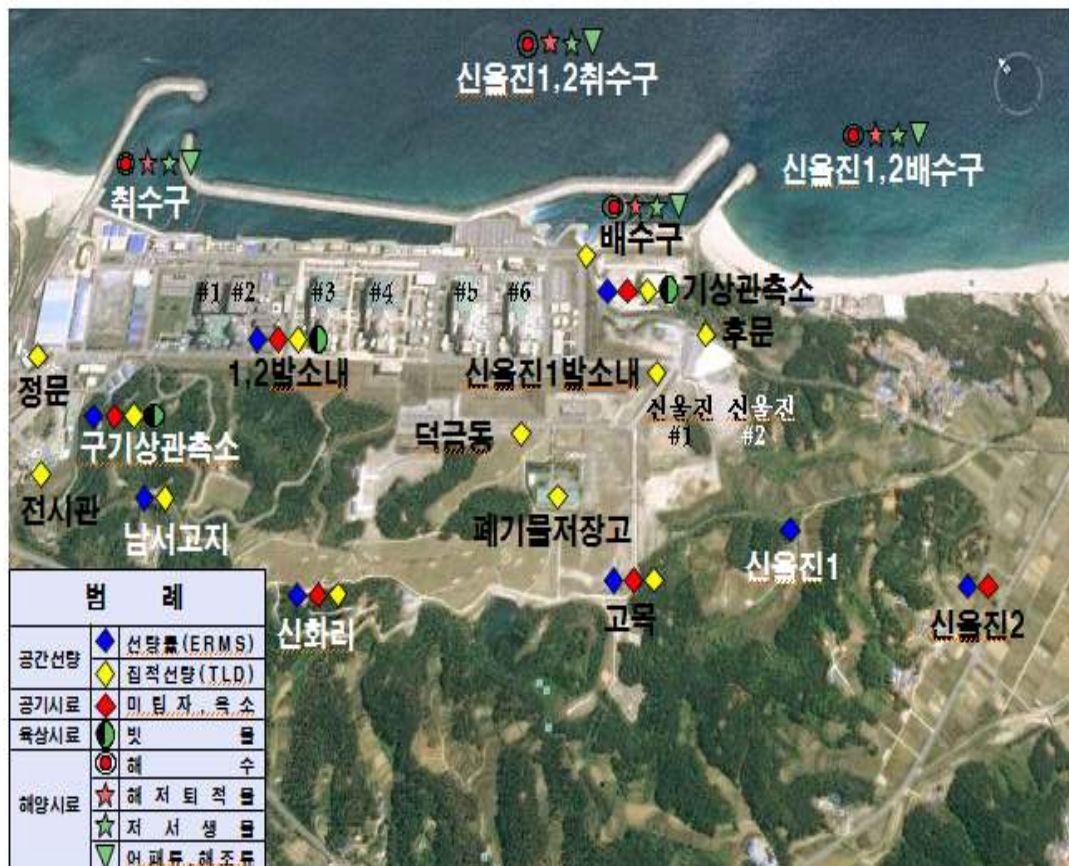 신울진1,2취수구
신울진1,2배수구
취수구
배수구
#1 #2 #3 #4 #5 #6
기상관측소
후문
1,2발소내
신울진1발소내
정문
신울진
#1
신울진
#2
구기상관측소
덕금동
전시관
남서고지
폐기물저장고
신울진1
신화리
고목
신울진2
범 례
공간선량
선량률(ERMS)
집적선량(TLD)
공기시료
미립자, 옥소
육상시료
빗 물
해양시료
해 수
해 저 퇴 적 물
저 서 생 물
어패류,해조류